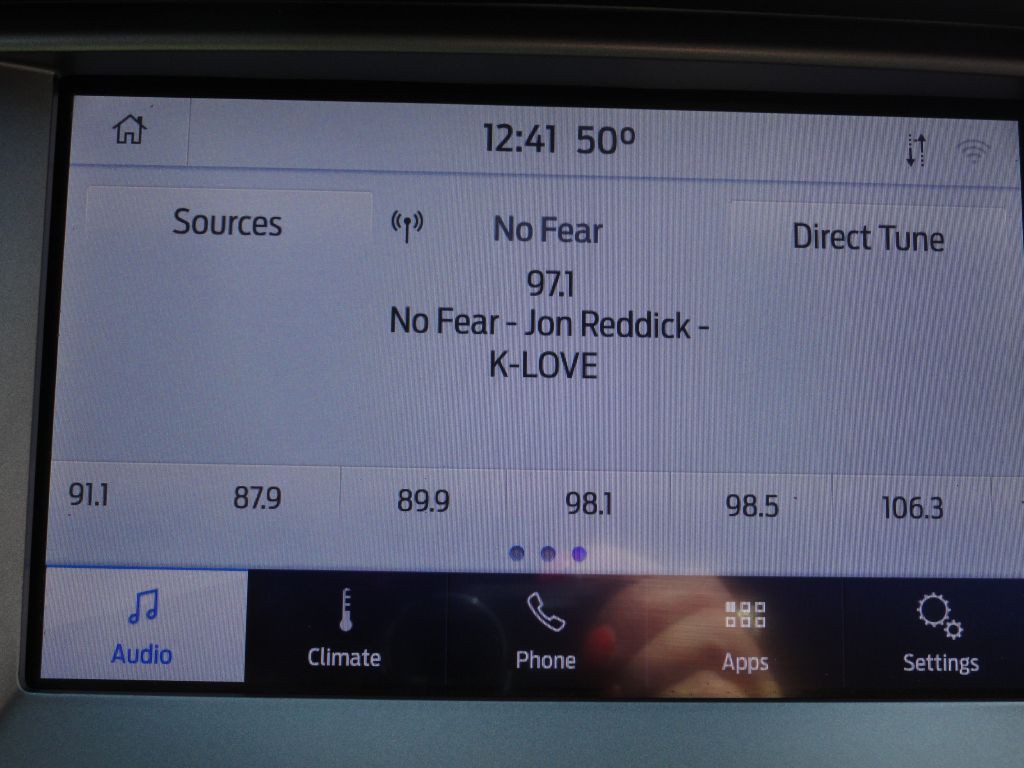 12:41 50º
Sources
No Fear
Direct Tune
97.1
No Fear - Jon Reddick -
K-LOVE
91.1 87.9 89.9 98.1 98.5 106.3
Audio Climate Phone Apps Settings